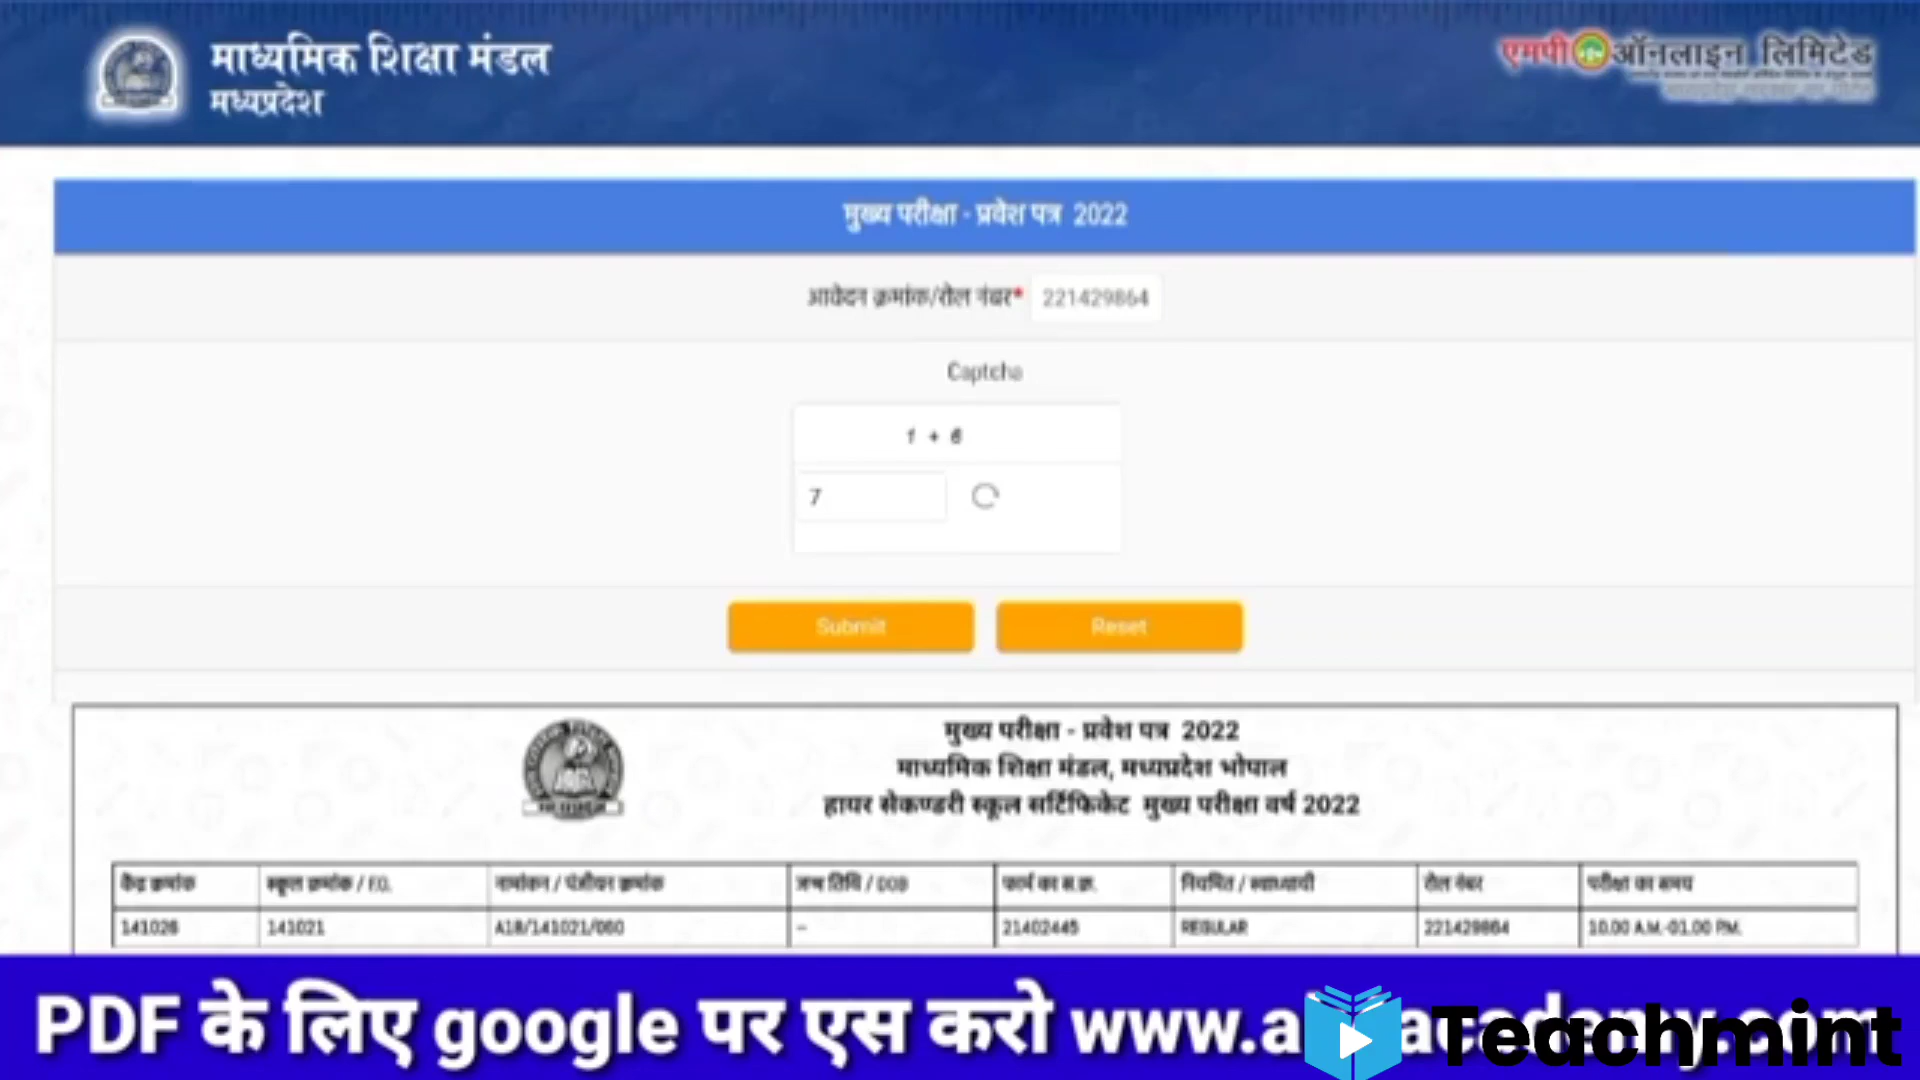 माध्यमिक शिक्षा मंडल
मध्यप्रदेश
एमपी ऑनलाइन लिमिटेड
मुख्य परीक्षा - प्रवेश पत्र 2022
आवेदन क्रमांक/रोल नंबर* 221429864
Captcha
1 + 6
7
Submit Reset
मुख्य परीक्षा - प्रवेश पत्र 2022
माध्यमिक शिक्षा मंडल, मध्यप्रदेश भोपाल
हायर सेकण्डरी स्कूल सर्टिफिकेट मुख्य परीक्षा वर्ष 2022
केंद्र क्रमांक स्कूल क्रमांक / F.O. नामांकन / पंजीयन क्रमांक जन्म तिथि / DOB फार्म का स.क्र. नियमित / स्वाध्यायी रोल नंबर परीक्षा का समय
141026 141021 A18/141021/060 -- 21402445 REGULAR 221429864 10.00 A.M.-01.00 P.M.
PDF के लिए google पर एस करो www.a
Teachmint